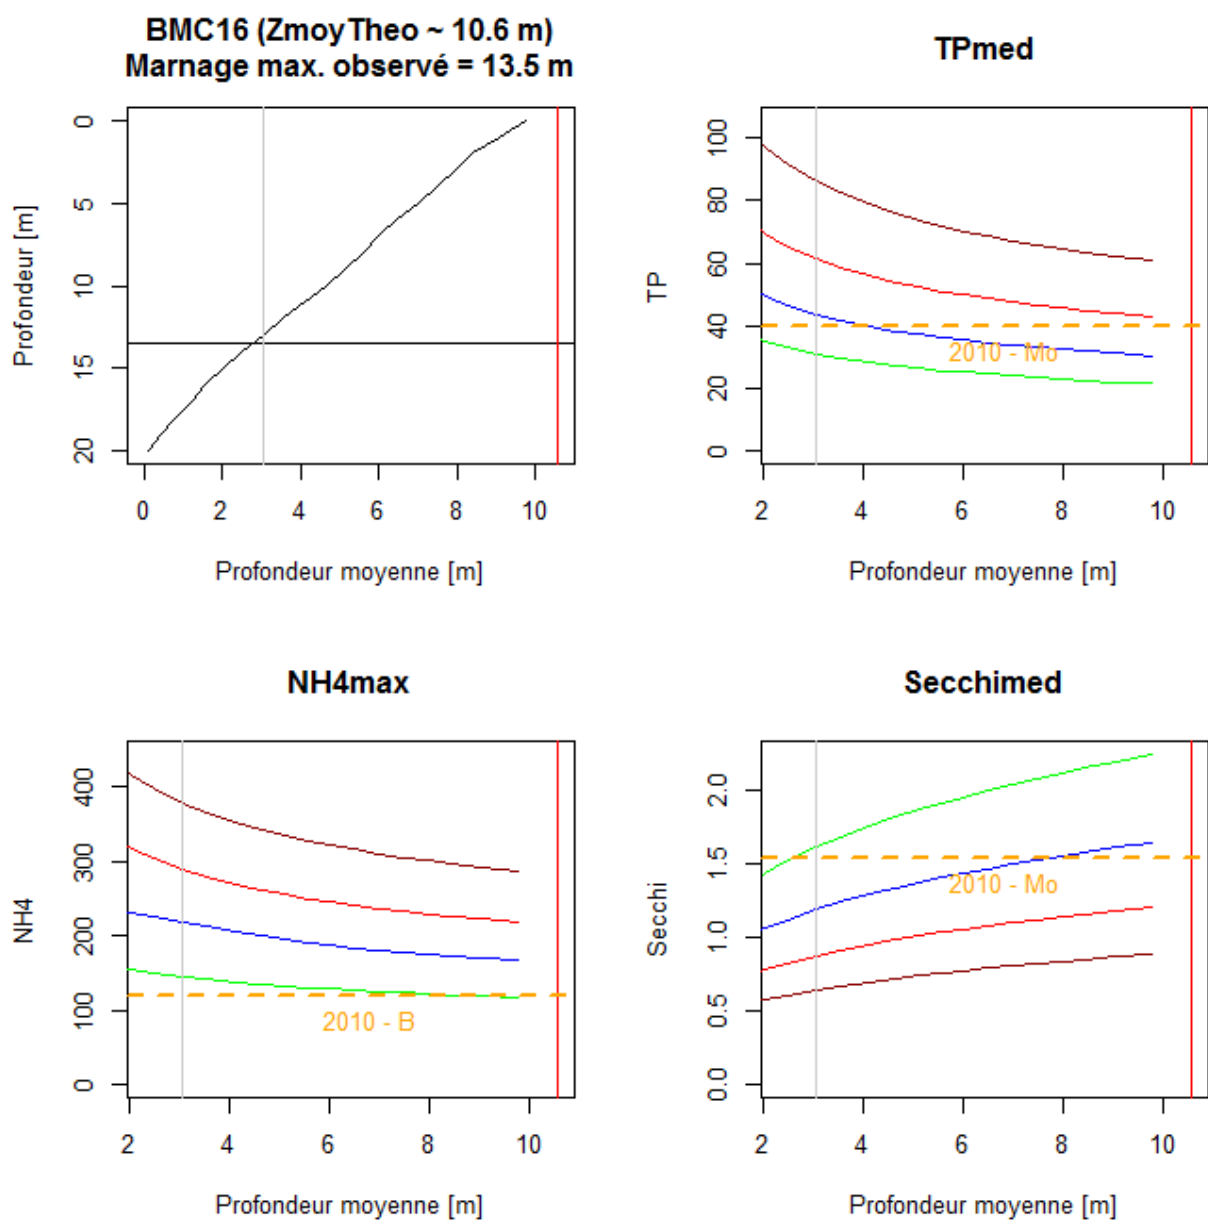 BMC16 (ZmoyTheo ~ 10.6 m)
Marnage max. observé = 13.5 m
Profondeur [m]
0
5
10
15
20
0 2 4 6 8 10
Profondeur moyenne [m]
TPmed
TP
100
80
60
40
20
0
2010 - Mo
2 4 6 8 10
Profondeur moyenne [m]
NH4max
NH4
400
300
200
100
0
2010 - B
2 4 6 8 10
Profondeur moyenne [m]
Secchimed
Secchi
2.0
1.5
1.0
0.5
0.0
2010 - Mo
2 4 6 8 10
Profondeur moyenne [m]